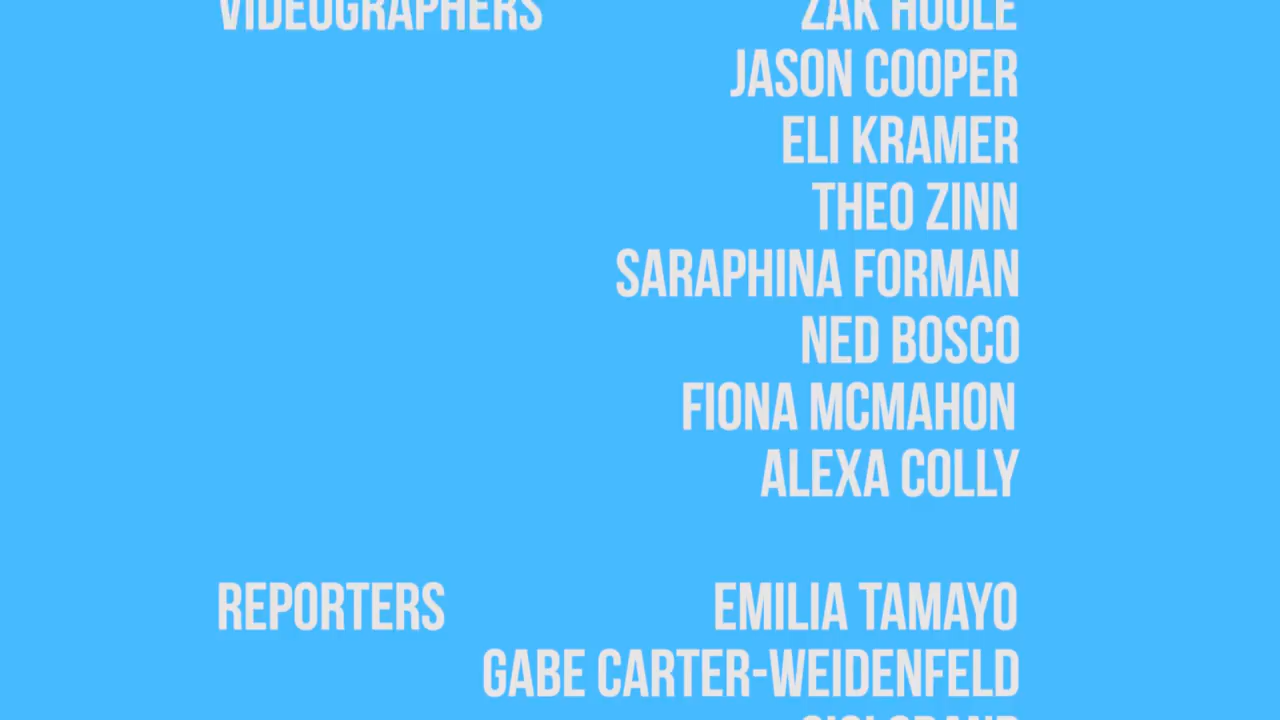 VIDEOGRAPHERS ZAK HOULE
JASON COOPER
ELI KRAMER
THEO ZINN
SARAPHINA FORMAN
NED BOSCO
FIONA MCMAHON
ALEXA COLLY
REPORTERS EMILIA TAMAYO
GABE CARTER-WEIDENFELD